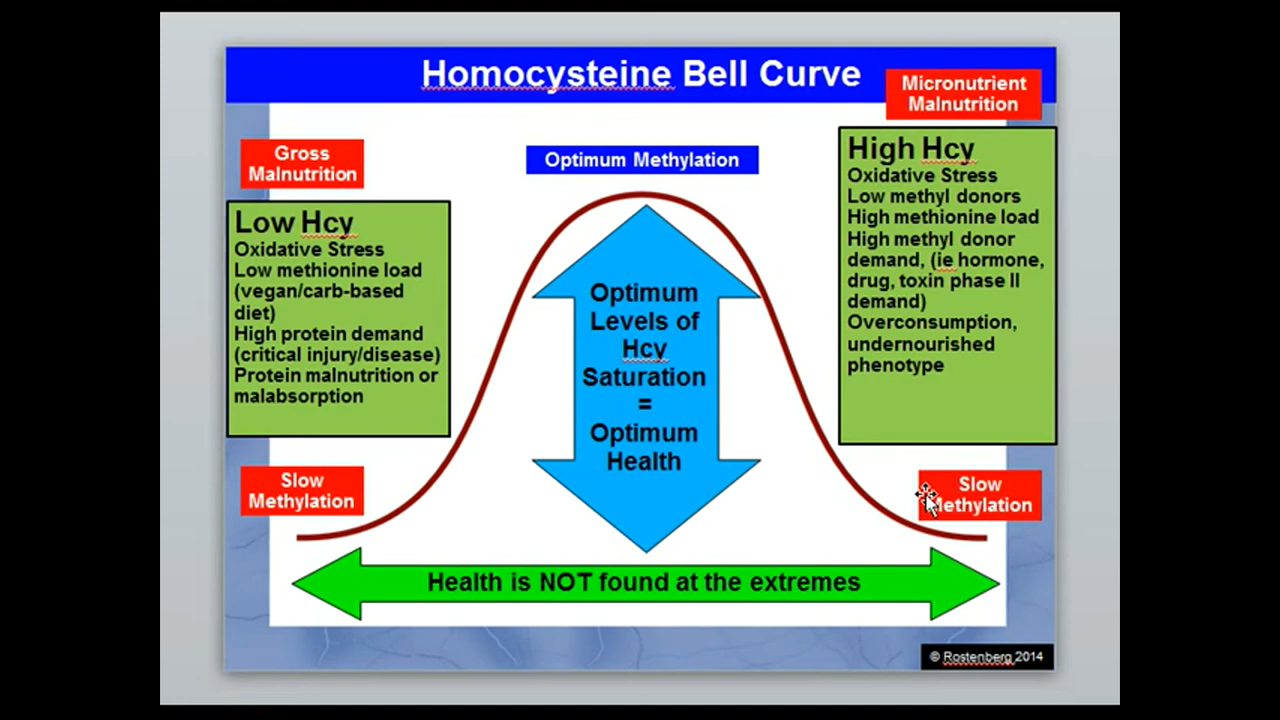 Homocysteine Bell Curve
Micronutrient
Malnutrition
Gross
Malnutrition
Optimum Methylation
High Hcy
Oxidative Stress
Low methyl donors
High methionine load
High methyl donor
demand, (ie hormone,
drug, toxin phase II
demand)
Overconsumption,
undernourished
phenotype
Low Hcy
Oxidative Stress
Low methionine load
(vegan/carb-based
diet)
High protein demand
(critical injury/disease)
Protein malnutrition or
malabsorption
Optimum
Levels of
Hcy
Saturation
=
Optimum
Health
Slow
Methylation
Slow
Methylation
Health is NOT found at the extremes
© Rostenberg 2014